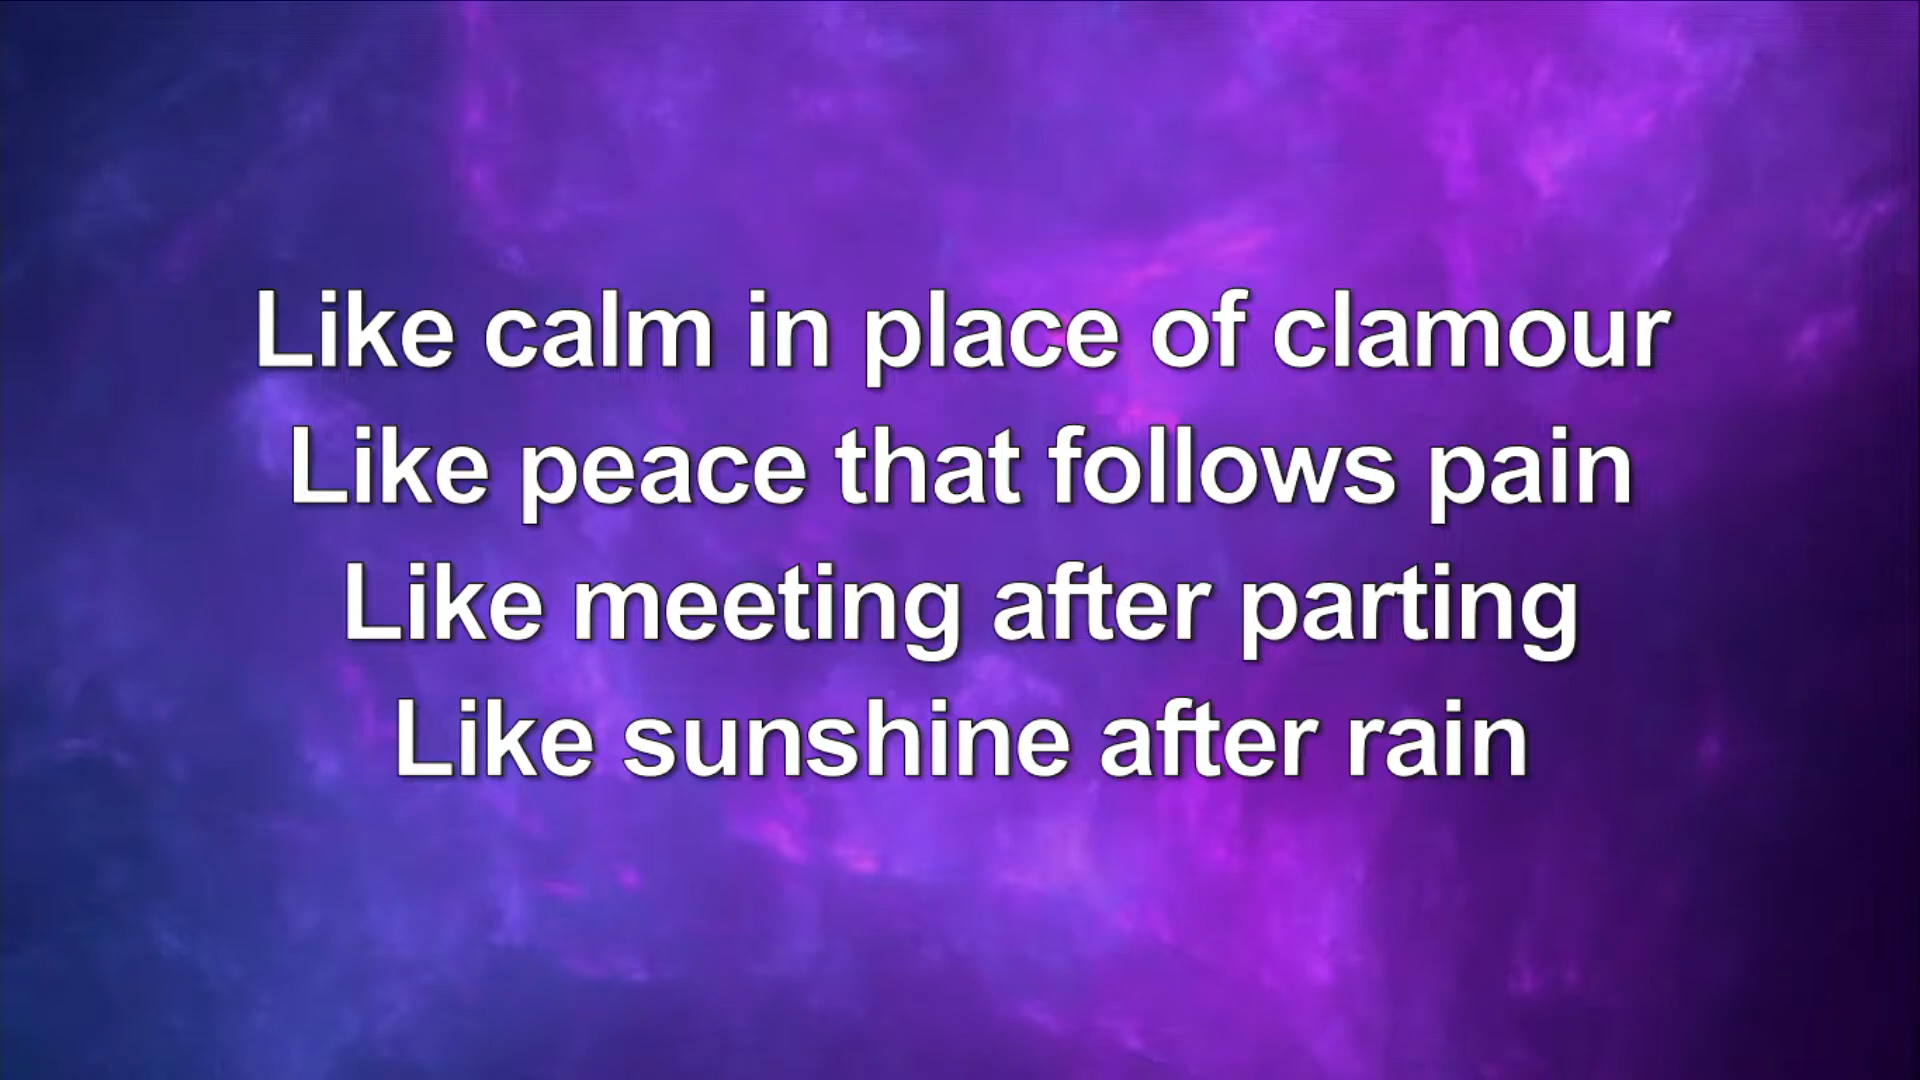 Like calm in place of clamour
Like peace that follows pain
Like meeting after parting
Like sunshine after rain